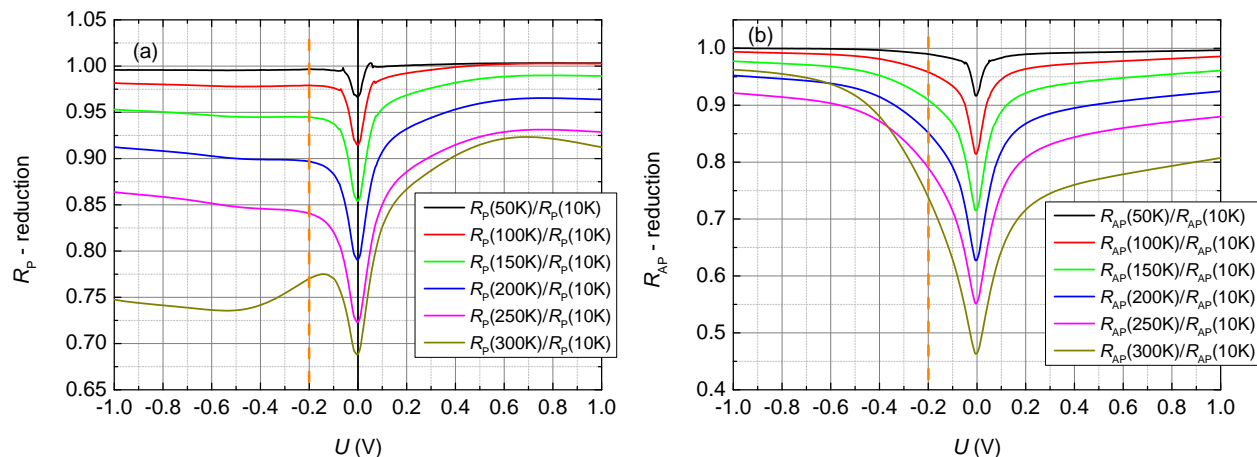 (a)
R_P - reduction
1.05
1.00
0.95
0.90
0.85
0.80
0.75
0.70
0.65
R_P(50K)/R_P(10K)
R_P(100K)/R_P(10K)
R_P(150K)/R_P(10K)
R_P(200K)/R_P(10K)
R_P(250K)/R_P(10K)
R_P(300K)/R_P(10K)
-1.0 -0.8 -0.6 -0.4 -0.2 0.0 0.2 0.4 0.6 0.8 1.0
U (V)
(b)
R_AP - reduction
1.0
0.9
0.8
0.7
0.6
0.5
0.4
R_AP(50K)/R_AP(10K)
R_AP(100K)/R_AP(10K)
R_AP(150K)/R_AP(10K)
R_AP(200K)/R_AP(10K)
R_AP(250K)/R_AP(10K)
R_AP(300K)/R_AP(10K)
-1.0 -0.8 -0.6 -0.4 -0.2 0.0 0.2 0.4 0.6 0.8 1.0
U (V)